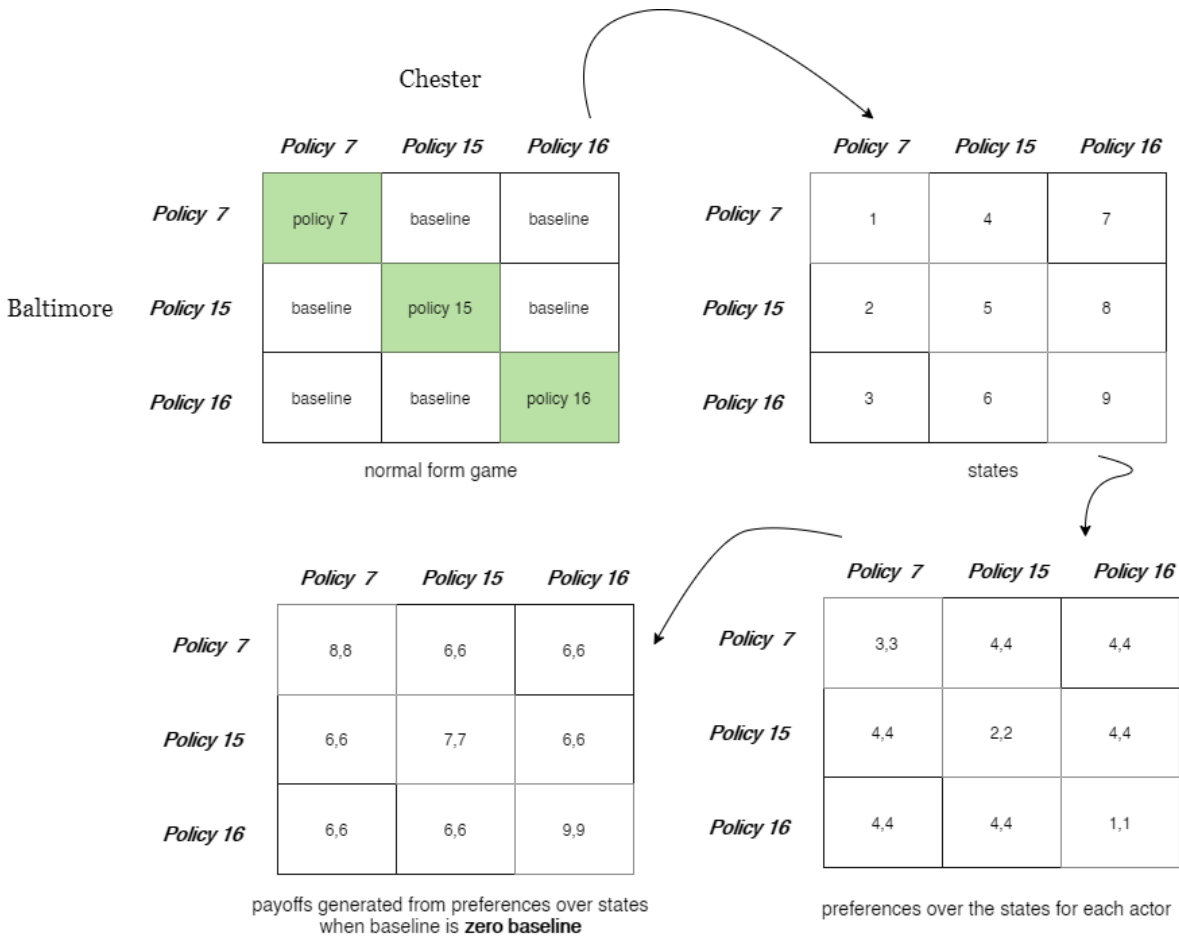 Chester
Policy 7 Policy 15 Policy 16
Policy 7 policy 7 baseline baseline
Baltimore Policy 15 baseline policy 15 baseline
Policy 16 baseline baseline policy 16
normal form game
Policy 7 Policy 15 Policy 16
Policy 7 1 4 7
Policy 15 2 5 8
Policy 16 3 6 9
states
Policy 7 Policy 15 Policy 16
Policy 7 8,8 6,6 6,6
Policy 15 6,6 7,7 6,6
Policy 16 6,6 6,6 9,9
payoffs generated from preferences over states
when baseline is zero baseline
Policy 7 Policy 15 Policy 16
Policy 7 3,3 4,4 4,4
Policy 15 4,4 2,2 4,4
Policy 16 4,4 4,4 1,1
preferences over the states for each actor